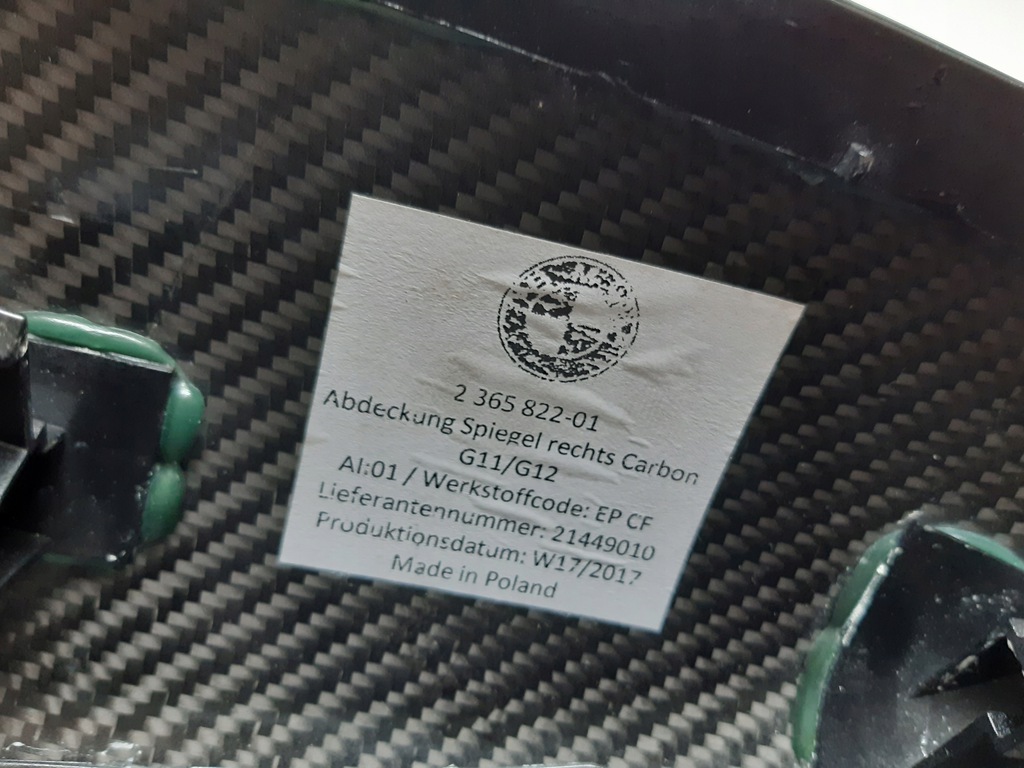 2 365 822-01
Abdeckung Spiegel rechts Carbon
G11/G12
AI:01 / Werkstoffcode: EP CF
Lieferantennummer: 21449010
Produktionsdatum: W17/2017
Made in Poland